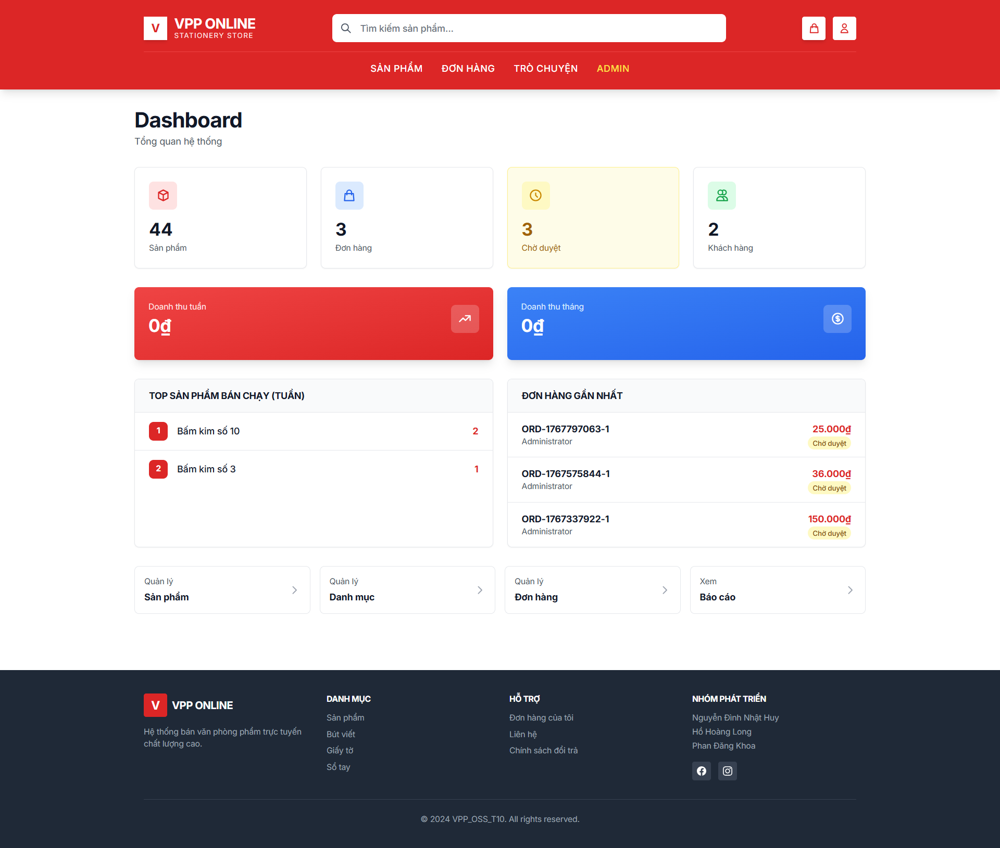 V
VPP ONLINE
STATIONERY STORE
Tìm kiếm sản phẩm...
SẢN PHẨM ĐƠN HÀNG TRÒ CHUYỆN ADMIN
Dashboard
Tổng quan hệ thống
44
Sản phẩm
3
Đơn hàng
3
Chờ duyệt
2
Khách hàng
Doanh thu tuần
0₫
Doanh thu tháng
0₫
TOP SẢN PHẨM BÁN CHẠY (TUẦN)
1 Bấm kim số 10 2
2 Bấm kim số 3 1
ĐƠN HÀNG GẦN NHẤT
ORD-1767797063-1 25.000₫
Administrator Chờ duyệt
ORD-1767575844-1 36.000₫
Administrator Chờ duyệt
ORD-1767337922-1 150.000₫
Administrator Chờ duyệt
Quản lý
Sản phẩm
Quản lý
Danh mục
Quản lý
Đơn hàng
Xem
Báo cáo
V VPP ONLINE
Hệ thống bán văn phòng phẩm trực tuyến
chất lượng cao.
DANH MỤC
Sản phẩm
Bút viết
Giấy tờ
Sổ tay
HỖ TRỢ
Đơn hàng của tôi
Liên hệ
Chính sách đổi trả
NHÓM PHÁT TRIỂN
Nguyễn Đình Nhật Huy
Hồ Hoàng Long
Phan Đăng Khoa
© 2024 VPP_OSS_T10. All rights reserved.